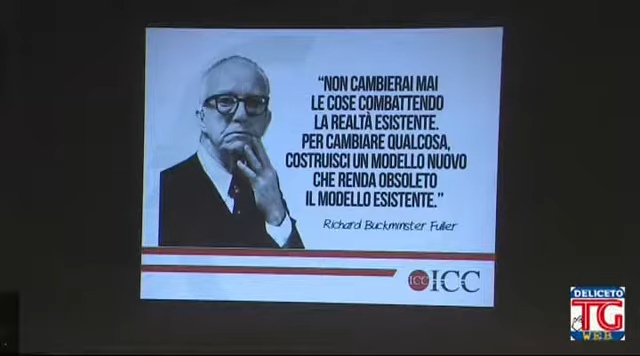 “NON CAMBIERAI MAI
LE COSE COMBATTENDO
LA REALTÀ ESISTENTE.
PER CAMBIARE QUALCOSA,
COSTRUISCI UN MODELLO NUOVO
CHE RENDA OBSOLETO
IL MODELLO ESISTENTE.”
Richard Buckminster Fuller
ICC ICC
DELICETO
TG
WEB